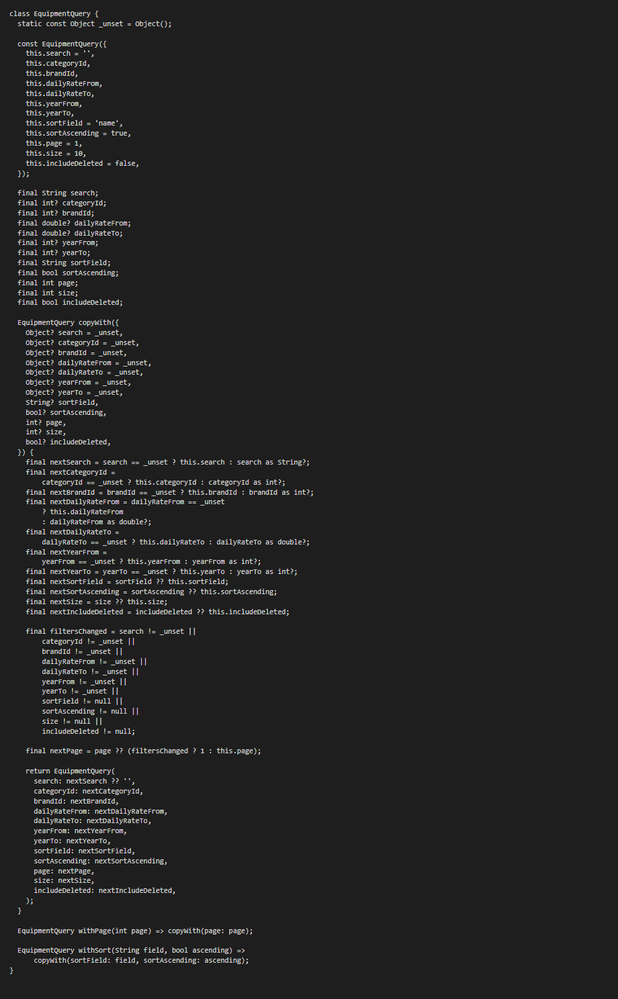 class EquipmentQuery {
  static const Object _unset = Object();

  const EquipmentQuery({
    this.search = '',
    this.categoryId,
    this.brandId,
    this.dailyRateFrom,
    this.dailyRateTo,
    this.yearFrom,
    this.yearTo,
    this.sortField = 'name',
    this.sortAscending = true,
    this.page = 1,
    this.size = 10,
    this.includeDeleted = false,
  });

  final String search;
  final int? categoryId;
  final int? brandId;
  final double? dailyRateFrom;
  final double? dailyRateTo;
  final int? yearFrom;
  final int? yearTo;
  final String sortField;
  final bool sortAscending;
  final int page;
  final int size;
  final bool includeDeleted;

  EquipmentQuery copyWith({
    Object? search = _unset,
    Object? categoryId = _unset,
    Object? brandId = _unset,
    Object? dailyRateFrom = _unset,
    Object? dailyRateTo = _unset,
    Object? yearFrom = _unset,
    Object? yearTo = _unset,
    String? sortField,
    bool? sortAscending,
    int? page,
    int? size,
    bool? includeDeleted,
  }) {
    final nextSearch = search == _unset ? this.search : search as String?;
    final nextCategoryId =
        categoryId == _unset ? this.categoryId : categoryId as int?;
    final nextBrandId = brandId == _unset ? this.brandId : brandId as int?;
    final nextDailyRateFrom = dailyRateFrom == _unset
        ? this.dailyRateFrom
        : dailyRateFrom as double?;
    final nextDailyRateTo =
        dailyRateTo == _unset ? this.dailyRateTo : dailyRateTo as double?;
    final nextYearFrom =
        yearFrom == _unset ? this.yearFrom : yearFrom as int?;
    final nextYearTo = yearTo == _unset ? this.yearTo : yearTo as int?;
    final nextSortField = sortField ?? this.sortField;
    final nextSortAscending = sortAscending ?? this.sortAscending;
    final nextSize = size ?? this.size;
    final nextIncludeDeleted = includeDeleted ?? this.includeDeleted;

    final filtersChanged = search != _unset ||
        categoryId != _unset ||
        brandId != _unset ||
        dailyRateFrom != _unset ||
        dailyRateTo != _unset ||
        yearFrom != _unset ||
        yearTo != _unset ||
        sortField != null ||
        sortAscending != null ||
        size != null ||
        includeDeleted != null;

    final nextPage = page ?? (filtersChanged ? 1 : this.page);

    return EquipmentQuery(
      search: nextSearch ?? '',
      categoryId: nextCategoryId,
      brandId: nextBrandId,
      dailyRateFrom: nextDailyRateFrom,
      dailyRateTo: nextDailyRateTo,
      yearFrom: nextYearFrom,
      yearTo: nextYearTo,
      sortField: nextSortField,
      sortAscending: nextSortAscending,
      page: nextPage,
      size: nextSize,
      includeDeleted: nextIncludeDeleted,
    );
  }

  EquipmentQuery withPage(int page) => copyWith(page: page);

  EquipmentQuery withSort(String field, bool ascending) =>
      copyWith(sortField: field, sortAscending: ascending);
}